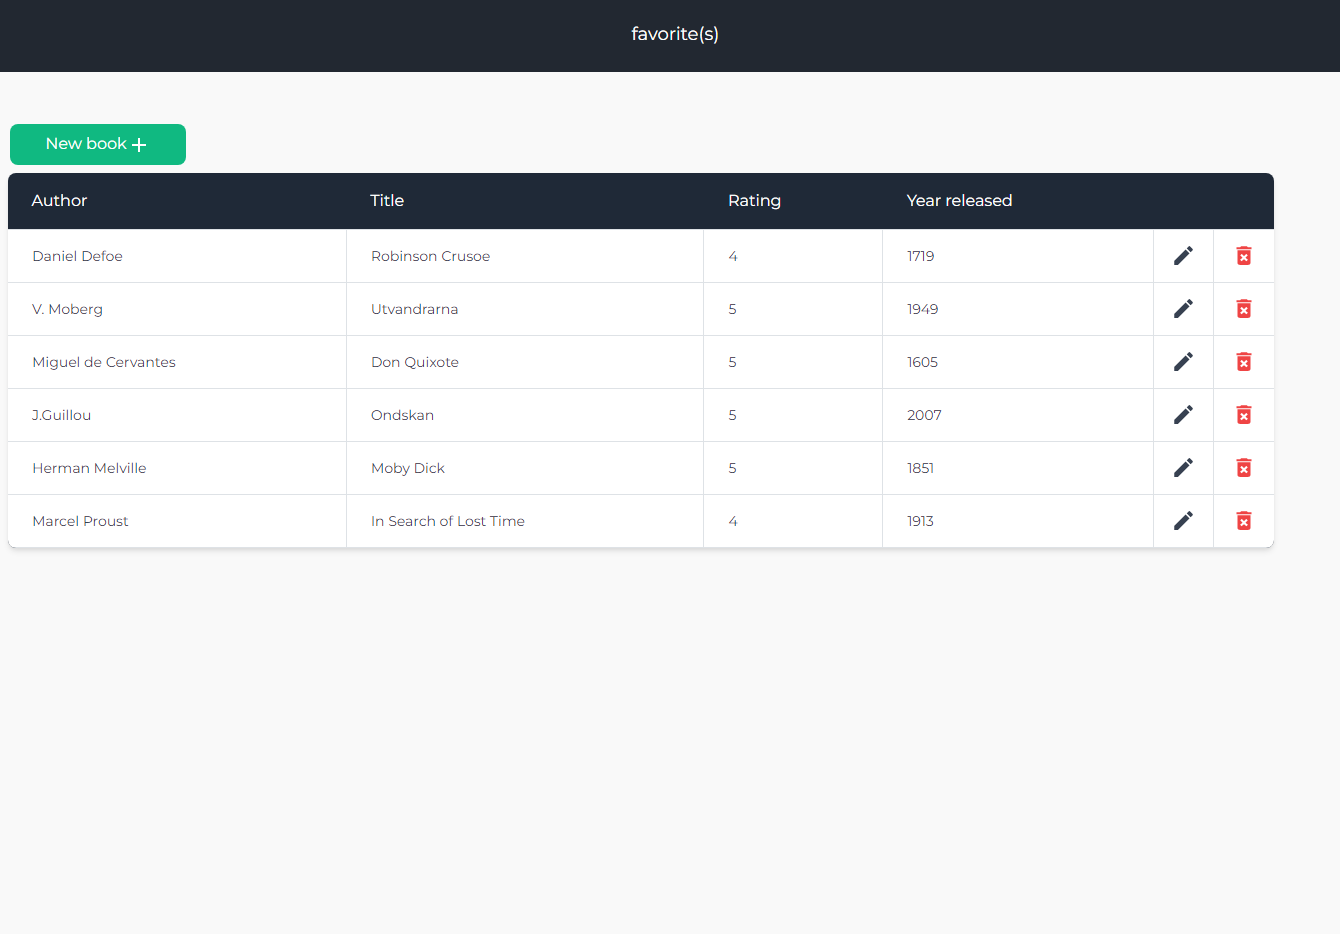 favorite(s)
New book +
Author Title Rating Year released
Daniel Defoe Robinson Crusoe 4 1719
V. Moberg Utvandrarna 5 1949
Miguel de Cervantes Don Quixote 5 1605
J.Guillou Ondskan 5 2007
Herman Melville Moby Dick 5 1851
Marcel Proust In Search of Lost Time 4 1913